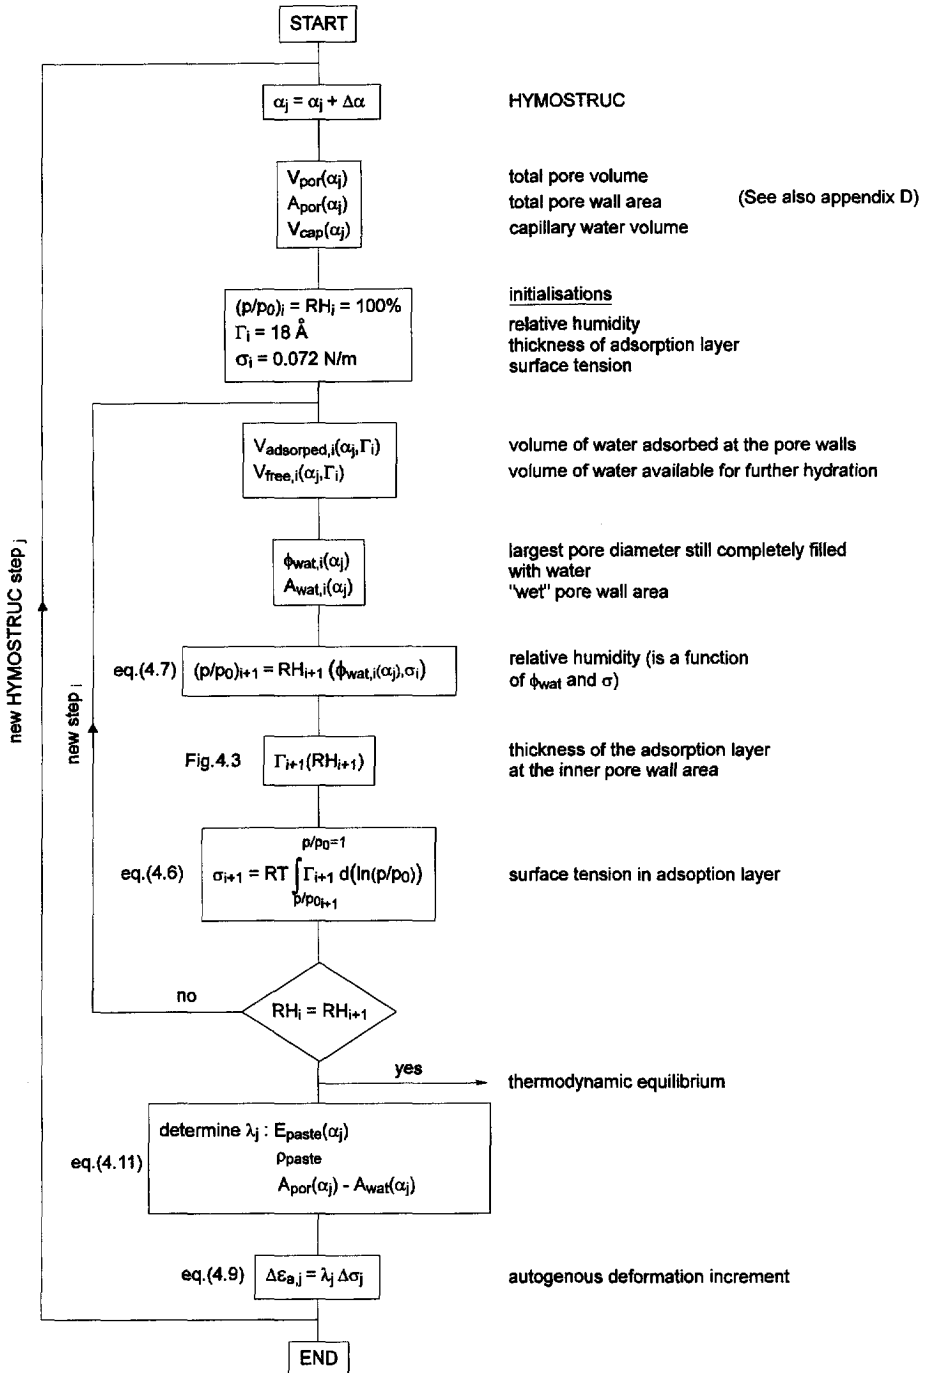 START
αj = αj + Δα
HYMOSTRUC
Vpor(αj)
total pore volume
Apor(αj)
total pore wall area
(See also appendix D)
Vcap(αj)
capillary water volume
initialisations
(p/p0)i = RHi = 100%
relative humidity
Γi = 18 Å
thickness of adsorption layer
σi = 0.072 N/m
surface tension
Vadsorped,i(αj,Γi)
volume of water adsorbed at the pore walls
Vfree,i(αj,Γi)
volume of water available for further hydration
ϕwat,i(αj)
largest pore diameter still completely filled
with water
Awat,i(αj)
"wet" pore wall area
eq.(4.7)
(p/p0)i+1 = RHi+1 (ϕwat,i(αj),σi)
relative humidity (is a function
of ϕwat and σ)
new HYMOSTRUC step j
new step i
Fig.4.3
Γi+1(RHi+1)
thickness of the adsorption layer
at the inner pore wall area
eq.(4.6)
p/p0=1
σi+1 = RT ∫Γi+1 d(ln(p/p0))
p/p0i+1
surface tension in adsoption layer
no
RHi = RHi+1
yes
thermodynamic equilibrium
eq.(4.11)
determine λj : Epaste(αj)
ρpaste
Apor(αj) - Awat(αj)
eq.(4.9)
Δεa,j = λj Δσj
autogenous deformation increment
END